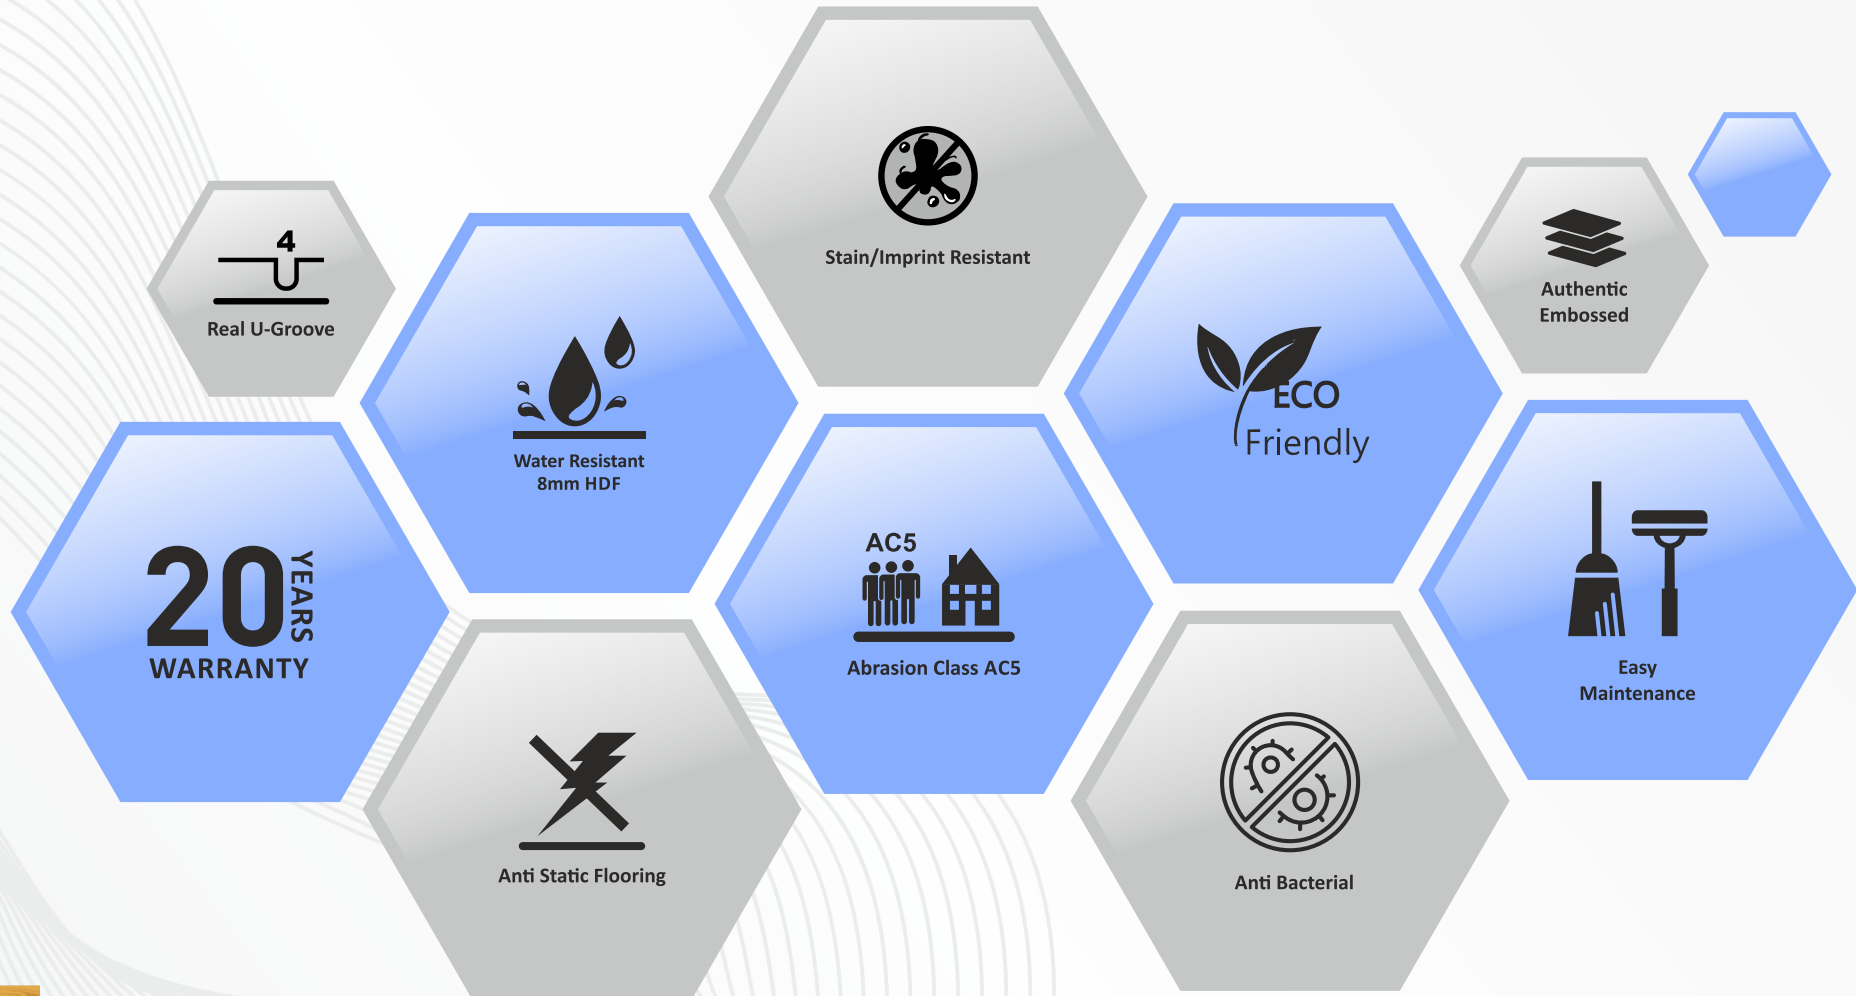 Stain/Imprint Resistant
4
Real U-Groove
Authentic
Embossed
Water Resistant
8mm HDF
ECO
Friendly
20
YEARS
WARRANTY
AC5
Abrasion Class AC5
Easy
Maintenance
Anti Static Flooring
Anti Bacterial